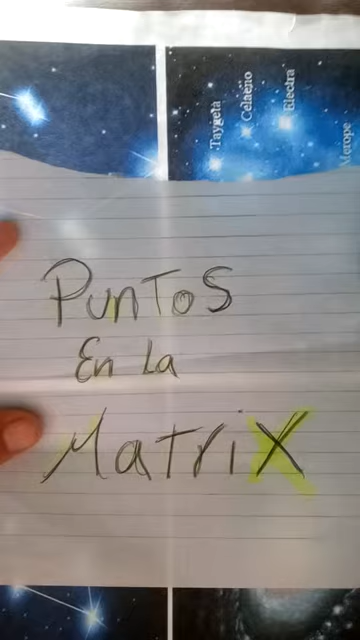 Taygeta
Celaeno
Electra
Merope
PunToS
En La
MatriX